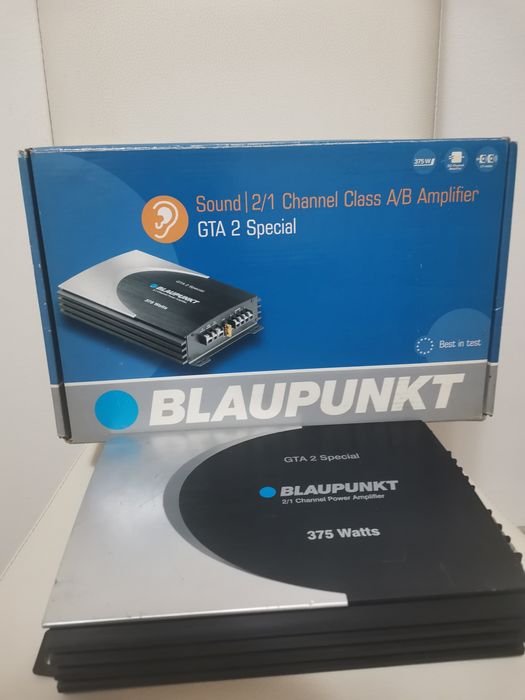 375W
Sound | 2/1 Channel Class A/B Amplifier
GTA 2 Special
GTA 2 Special
BLAUPUNKT
375 Watts
Best in test
BLAUPUNKT
GTA 2 Special
BLAUPUNKT
2/1 Channel Power Amplifier
375 Watts